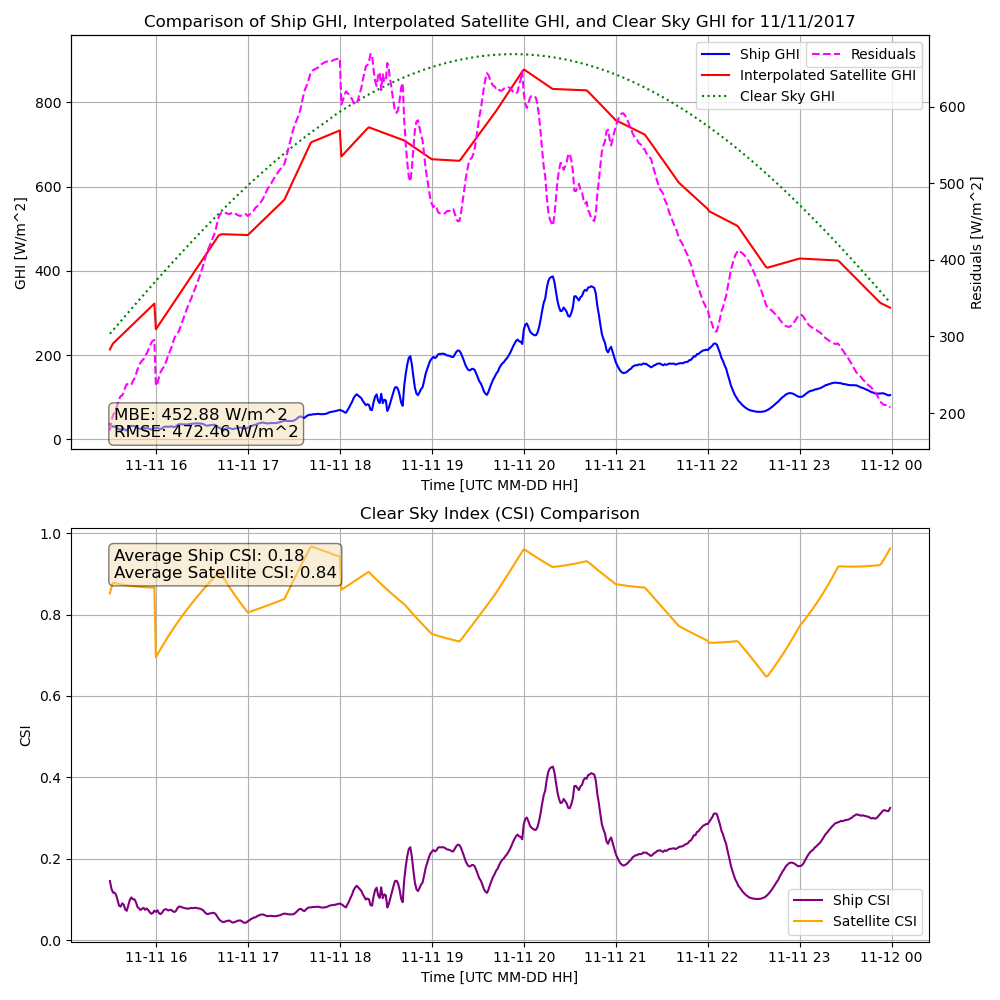 Comparison of Ship GHI, Interpolated Satellite GHI, and Clear Sky GHI for 11/11/2017
Ship GHI
Interpolated Satellite GHI
Clear Sky GHI
Residuals
GHI [W/m^2]
800
600
400
200
0
Residuals [W/m^2]
600
500
400
300
200
MBE: 452.88 W/m^2
RMSE: 472.46 W/m^2
11-11 16 11-11 17 11-11 18 11-11 19 11-11 20 11-11 21 11-11 22 11-11 23 11-12 00
Time [UTC MM-DD HH]
Clear Sky Index (CSI) Comparison
Average Ship CSI: 0.18
Average Satellite CSI: 0.84
CSI
1.0
0.8
0.6
0.4
0.2
0.0
Ship CSI
Satellite CSI
11-11 16 11-11 17 11-11 18 11-11 19 11-11 20 11-11 21 11-11 22 11-11 23 11-12 00
Time [UTC MM-DD HH]